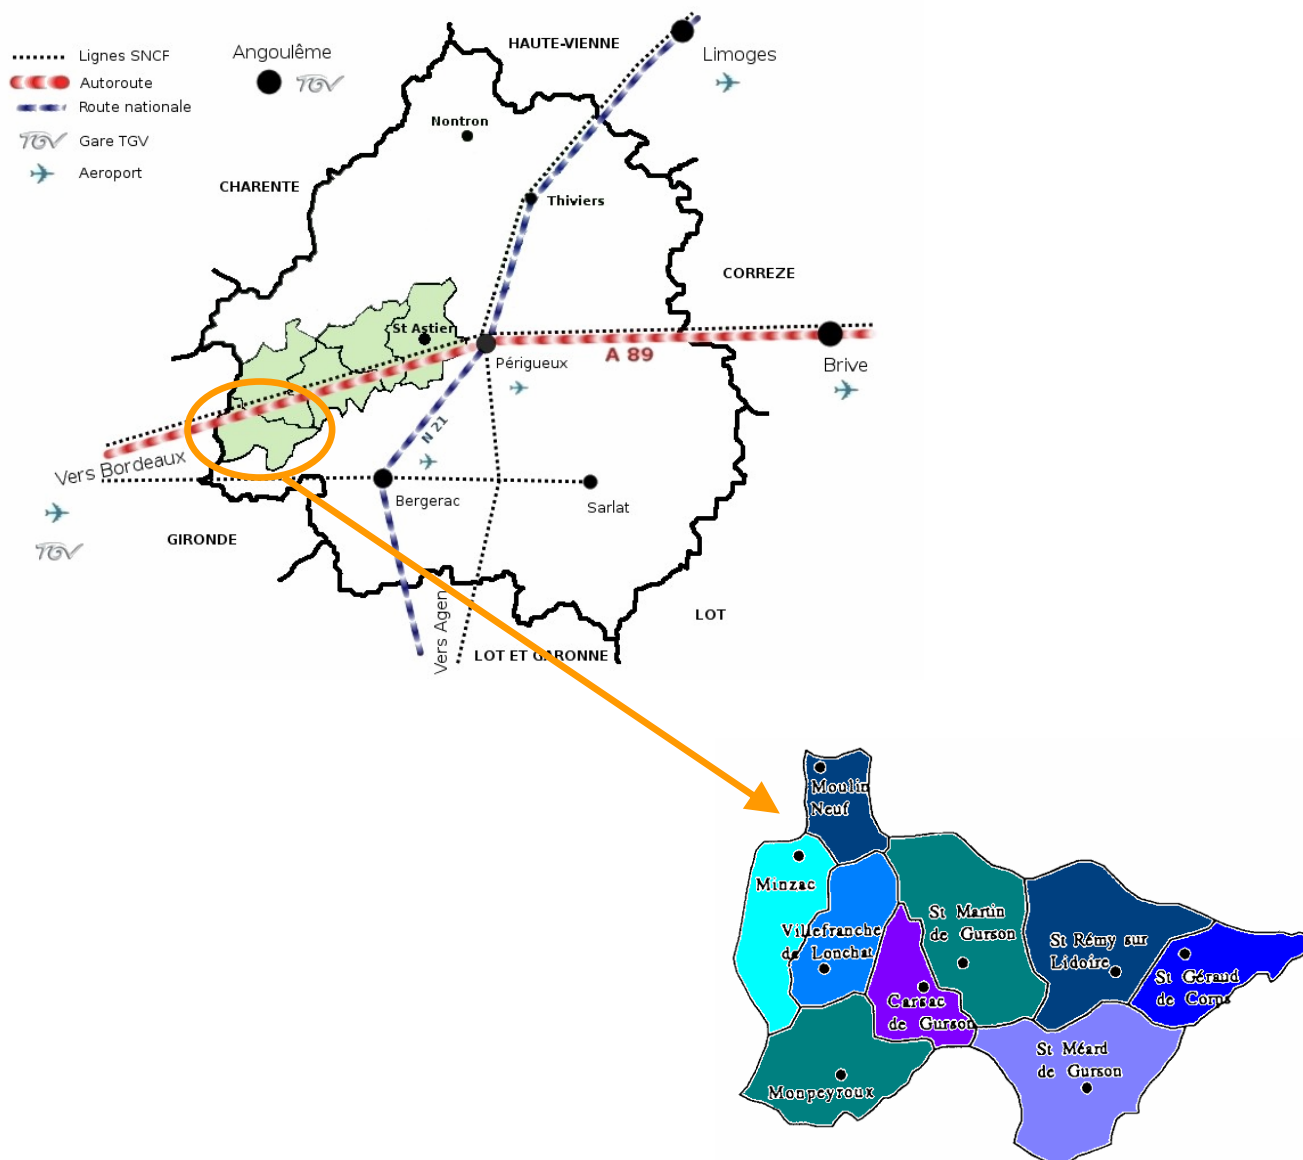 Lignes SNCF
Autoroute
Route nationale
TGV Gare TGV
Aeroport
Angoulême
TGV
HAUTE-VIENNE
Limoges
Nontron
CHARENTE
Thiviers
CORREZE
St Astier
Périgueux
A 89
Brive
N 21
Vers Bordeaux
Bergerac
Sarlat
TGV
GIRONDE
Vers Agen
LOT
LOT ET GARONNE
Moulin
Neuf
Minzac
Villefranche
de Lonchat
St Martin
de Gurson
St Rémy sur
Lidoire
St Géraud
de Corps
Carsac
de Gurson
St Méard
de Gurson
Monpeyroux